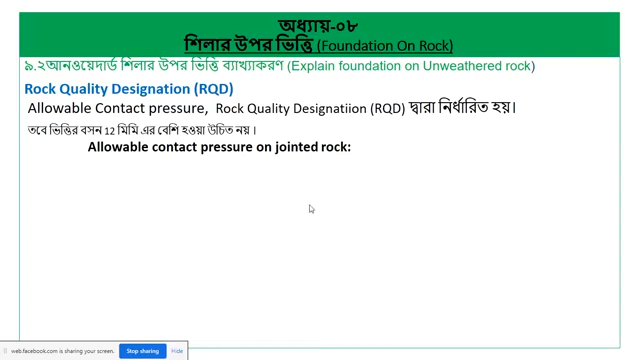 অধ্যায়-০৮
শিলার উপর ভিত্তি (Foundation On Rock)
৯.২আনওয়েদার্ড শিলার উপর ভিত্তি ব্যাখ্যাকরণ (Explain foundation on Unweathered rock)
Rock Quality Designation (RQD)
Allowable Contact pressure, Rock Quality Designatiion (RQD) দ্বারা নির্ধারিত হয়।
তবে ভিত্তির বসন 12 মিমি এর বেশি হওয়া উচিত নয় ।
Allowable contact pressure on jointed rock:
web.facebook.com is sharing your screen. Stop sharing Hide